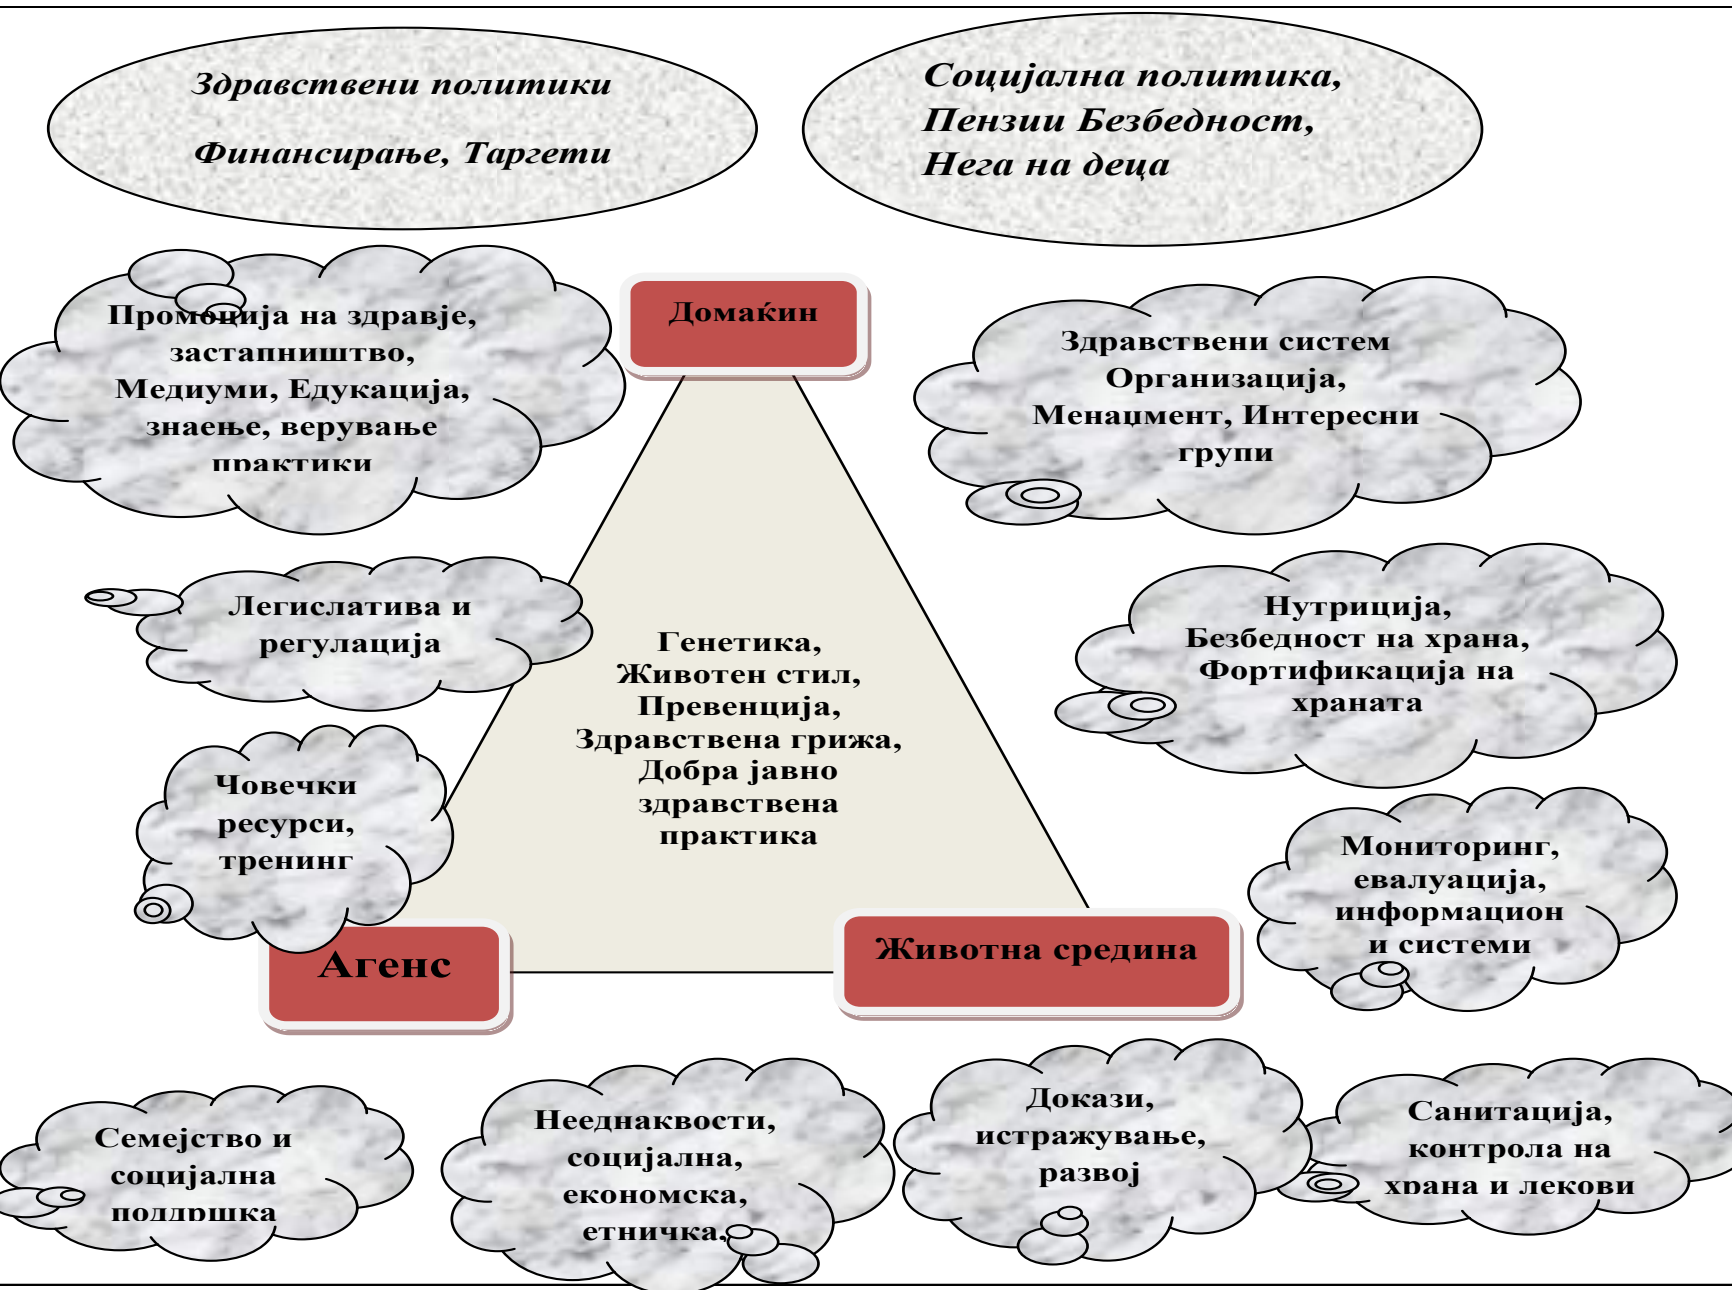 Здравствени политики
Финансирање, Таргети
Социјална политика,
Пензии Безбедност,
Нега на деца
Промоција на здравје,
застапништво,
Медиуми, Едукација,
знаење, верување
практики
Домаќин
Здравствени систем
Организација,
Менаџмент, Интересни
групи
Легислатива и
регулација
Нутриција,
Безбедност на храна,
Фортификација на
храната
Генетика,
Животен стил,
Превенција,
Здравствена грижа,
Добра јавно
здравствена
практика
Човечки
ресурси,
тренинг
Мониторинг,
евалуација,
информацион
и системи
Агенс
Животна средина
Семејство и
социјална
поддршка
Нееднаквости,
социјална,
економска,
етничка,
Докази,
истражување,
развој
Санитација,
контрола на
храна и лекови